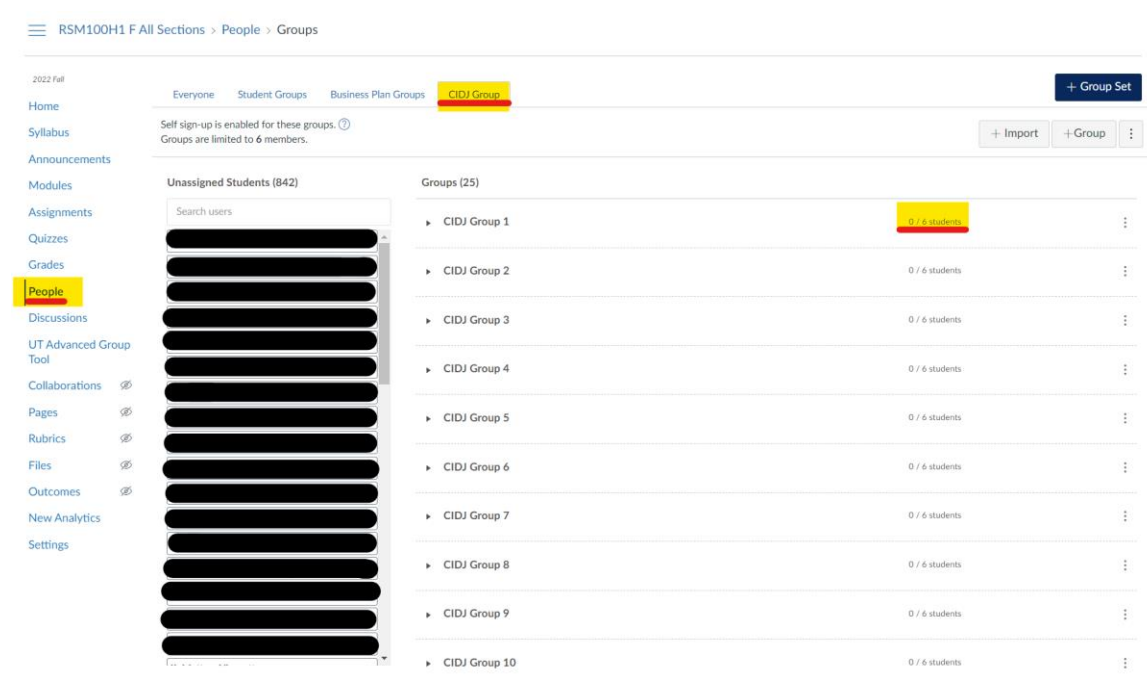 RSM100H1 F All Sections > People > Groups
2022 Fall
Home
Syllabus
Announcements
Modules
Assignments
Quizzes
Grades
People
Discussions
UT Advanced Group
Tool
Collaborations
Pages
Rubrics
Files
Outcomes
New Analytics
Settings
Everyone Student Groups Business Plan Groups CIDJ Group
+ Group Set
Self sign-up is enabled for these groups. ?
Groups are limited to 6 members.
+ Import +Group
Unassigned Students (842)
Search users
Groups (25)
CIDJ Group 1 0 / 6 students
CIDJ Group 2 0 / 6 students
CIDJ Group 3 0 / 6 students
CIDJ Group 4 0 / 6 students
CIDJ Group 5 0 / 6 students
CIDJ Group 6 0 / 6 students
CIDJ Group 7 0 / 6 students
CIDJ Group 8 0 / 6 students
CIDJ Group 9 0 / 6 students
CIDJ Group 10 0 / 6 students